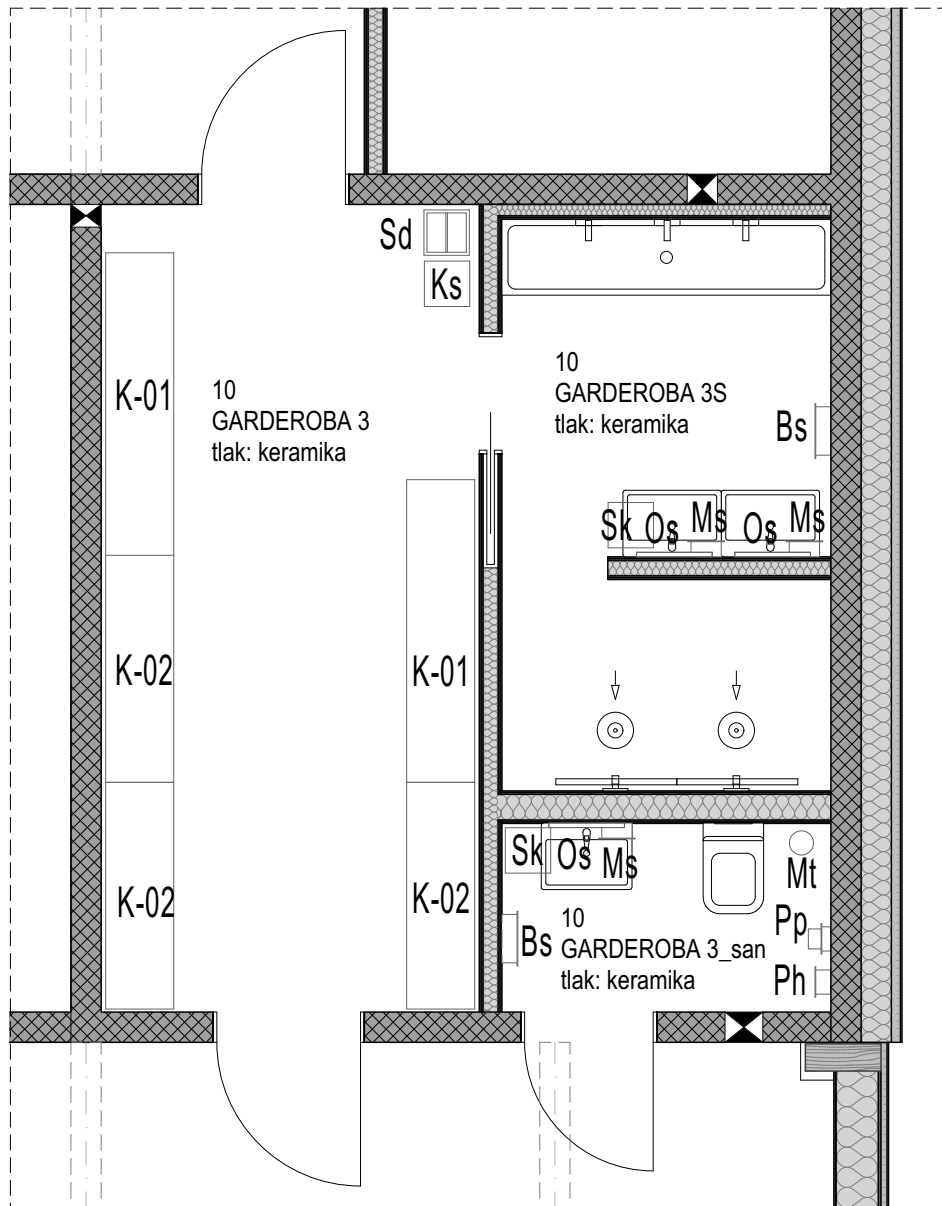 Sd
Ks
K-01
10
GARDEROBA 3
tlak: keramika
10
GARDEROBA 3S
tlak: keramika
Bs
Sk
Os
Ms
Os
Ms
K-02
K-01
K-02
K-02
Sk
Os
Ms
Mt
Bs
10
GARDEROBA 3_san
tlak: keramika
Pp
Ph